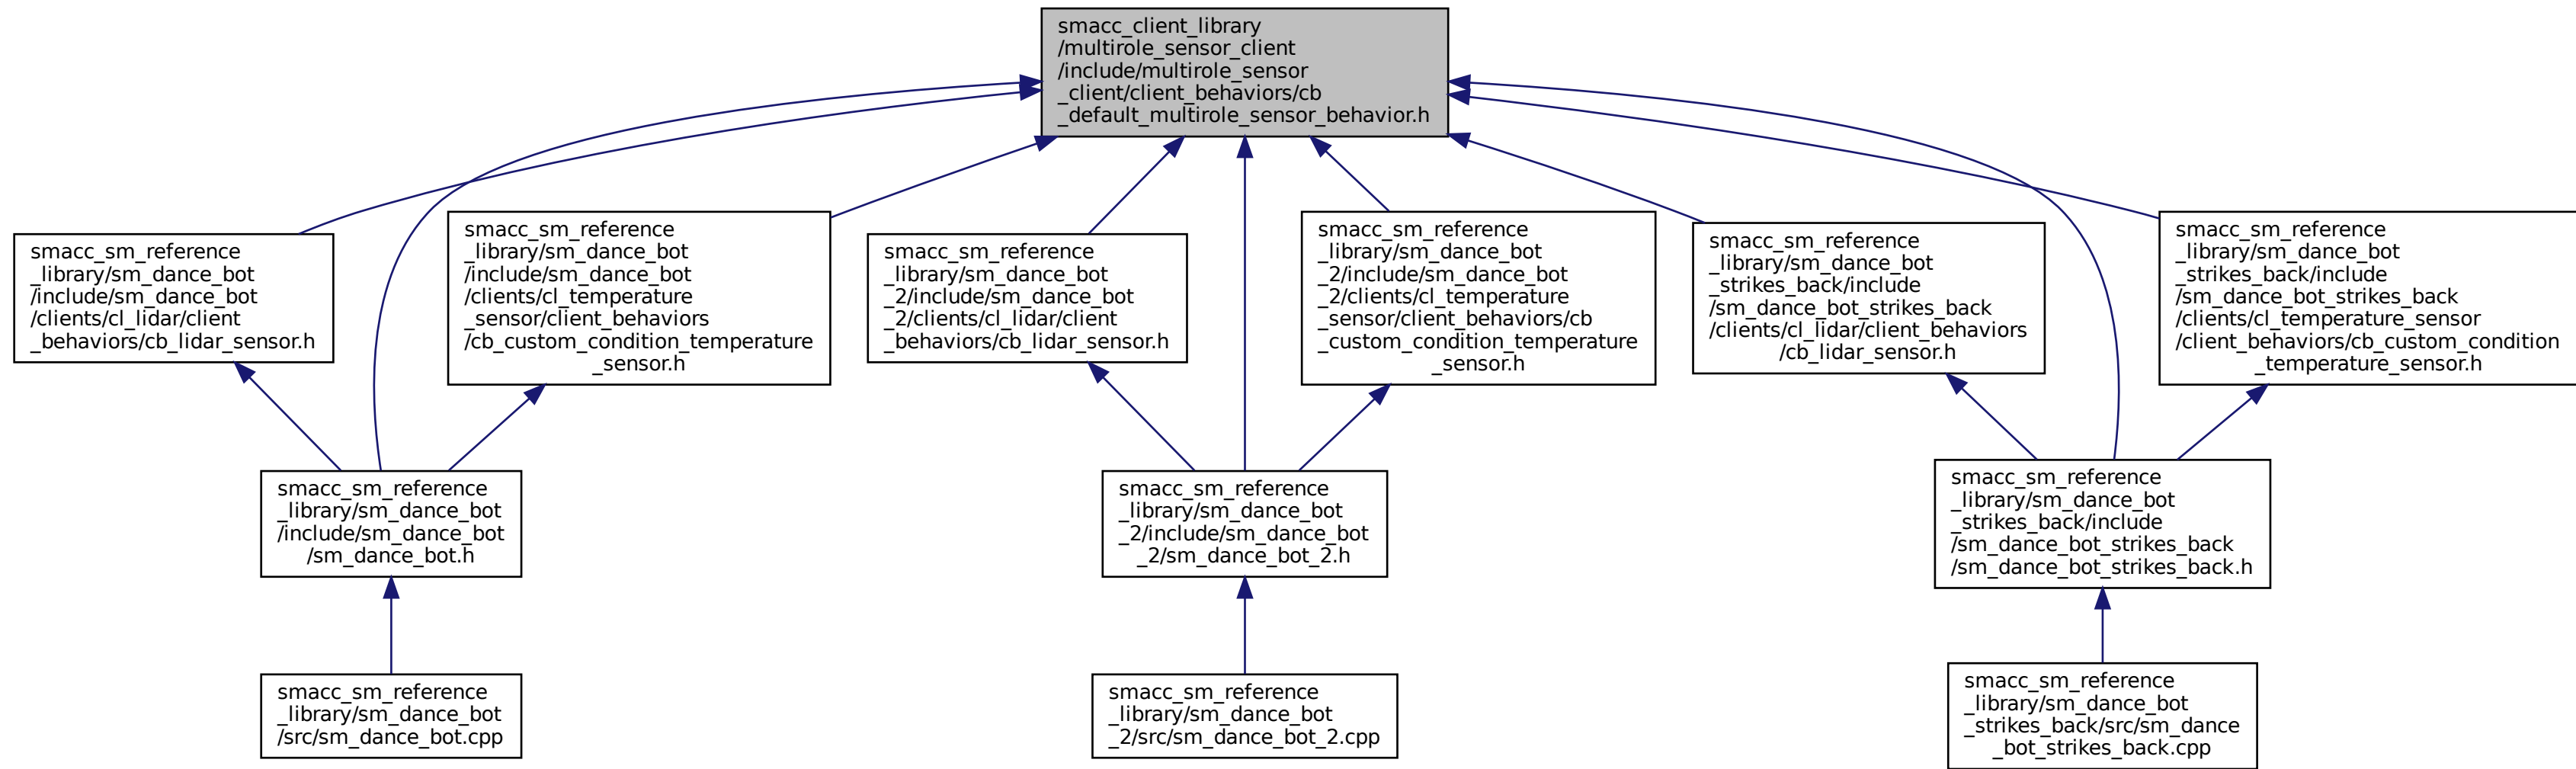 smacc_client_library
/multirole_sensor_client
/include/multirole_sensor
_client/client_behaviors/cb
_default_multirole_sensor_behavior.h
smacc_sm_reference
_library/sm_dance_bot
/include/sm_dance_bot
/clients/cl_lidar/client
_behaviors/cb_lidar_sensor.h
smacc_sm_reference
_library/sm_dance_bot
/include/sm_dance_bot
/clients/cl_temperature
_sensor/client_behaviors
/cb_custom_condition_temperature
_sensor.h
smacc_sm_reference
_library/sm_dance_bot
_2/include/sm_dance_bot
_2/clients/cl_lidar/client
_behaviors/cb_lidar_sensor.h
smacc_sm_reference
_library/sm_dance_bot
_2/include/sm_dance_bot
_2/clients/cl_temperature
_sensor/client_behaviors/cb
_custom_condition_temperature
_sensor.h
smacc_sm_reference
_library/sm_dance_bot
_strikes_back/include
/sm_dance_bot_strikes_back
/clients/cl_lidar/client_behaviors
/cb_lidar_sensor.h
smacc_sm_reference
_library/sm_dance_bot
_strikes_back/include
/sm_dance_bot_strikes_back
/clients/cl_temperature_sensor
/client_behaviors/cb_custom_condition
_temperature_sensor.h
smacc_sm_reference
_library/sm_dance_bot
/include/sm_dance_bot
/sm_dance_bot.h
smacc_sm_reference
_library/sm_dance_bot
_2/include/sm_dance_bot
_2/sm_dance_bot_2.h
smacc_sm_reference
_library/sm_dance_bot
_strikes_back/include
/sm_dance_bot_strikes_back
/sm_dance_bot_strikes_back.h
smacc_sm_reference
_library/sm_dance_bot
/src/sm_dance_bot.cpp
smacc_sm_reference
_library/sm_dance_bot
_2/src/sm_dance_bot_2.cpp
smacc_sm_reference
_library/sm_dance_bot
_strikes_back/src/sm_dance
_bot_strikes_back.cpp